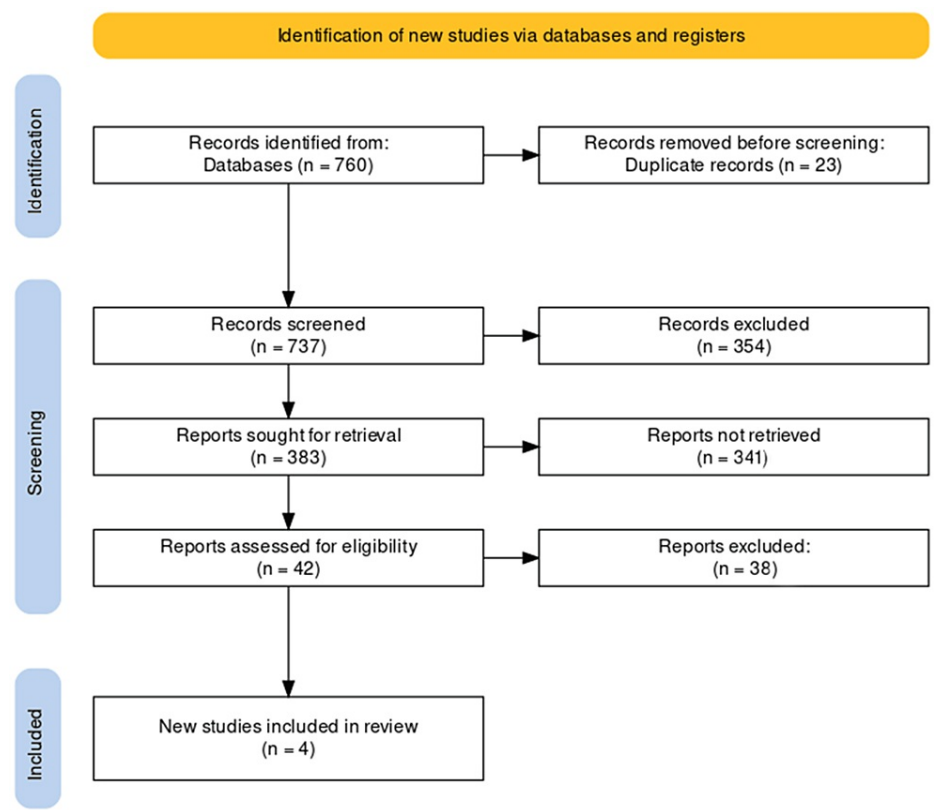 Identification of new studies via databases and registers
Identification
Records identified from:
Databases (n = 760)
Records removed before screening:
Duplicate records (n = 23)
Screening
Records screened
(n = 737)
Records excluded
(n = 354)
Reports sought for retrieval
(n = 383)
Reports not retrieved
(n = 341)
Reports assessed for eligibility
(n = 42)
Reports excluded:
(n = 38)
Included
New studies included in review
(n = 4)